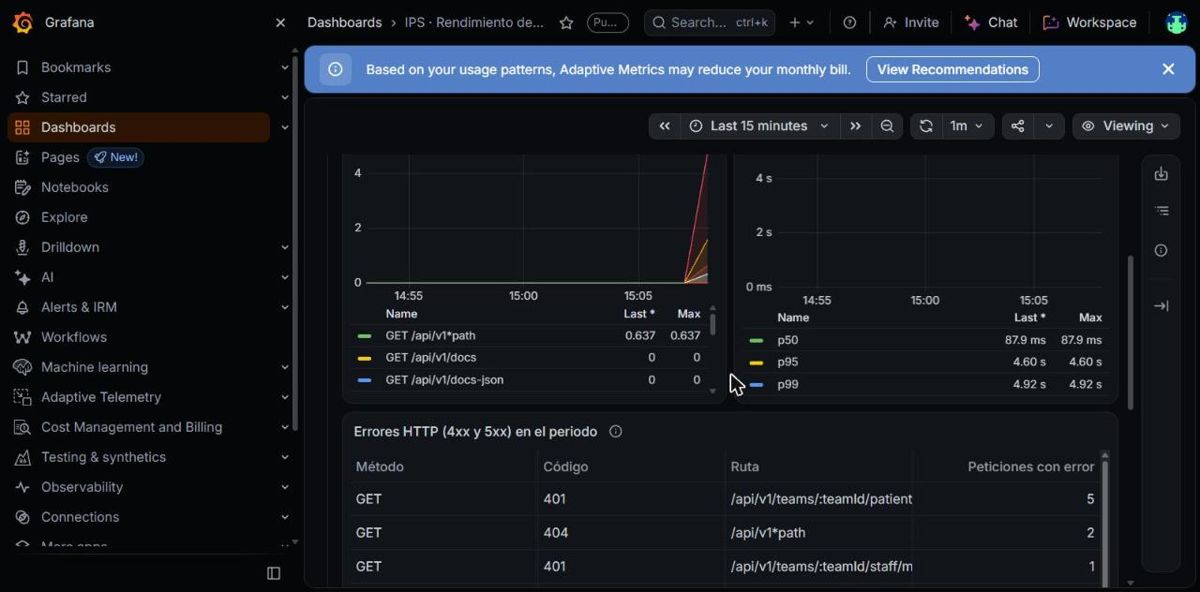 Grafana
Dashboards › IPS · Rendimiento de...
Pu...
Search... ctrl+k
Invite
Chat
Workspace
Bookmarks
Starred
Dashboards
Pages New!
Notebooks
Explore
Drilldown
AI
Alerts & IRM
Workflows
Machine learning
Adaptive Telemetry
Cost Management and Billing
Testing & synthetics
Observability
Connections
More apps
Based on your usage patterns, Adaptive Metrics may reduce your monthly bill. View Recommendations
Last 15 minutes
1m
Viewing
4
2
0
14:55 15:00 15:05
Name Last * Max
GET /api/v1*path 0.637 0.637
GET /api/v1/docs 0 0
GET /api/v1/docs-json 0 0
4 s
2 s
0 ms
14:55 15:00 15:05
Name Last * Max
p50 87.9 ms 87.9 ms
p95 4.60 s 4.60 s
p99 4.92 s 4.92 s
Errores HTTP (4xx y 5xx) en el periodo
Método Código Ruta Peticiones con error
GET 401 /api/v1/teams/:teamId/patient 5
GET 404 /api/v1*path 2
GET 401 /api/v1/teams/:teamId/staff/m 1